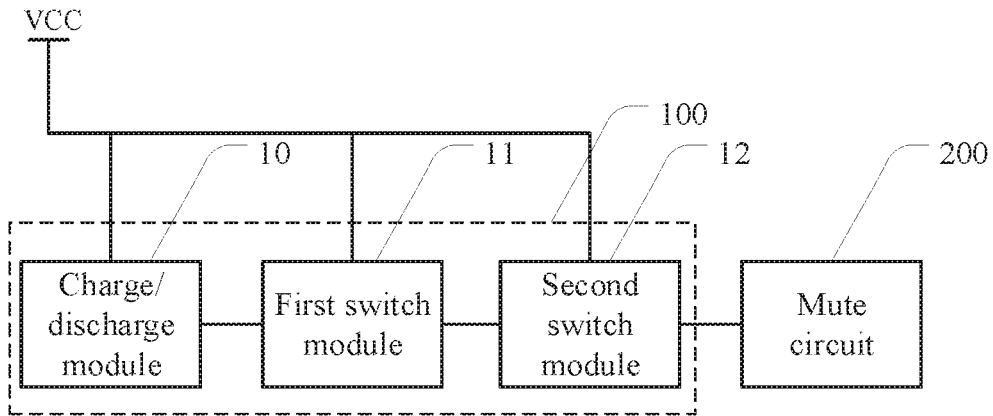 VCC
100
10
11
12
200
Charge/
discharge
module
First switch
module
Second
switch
module
Mute
circuit